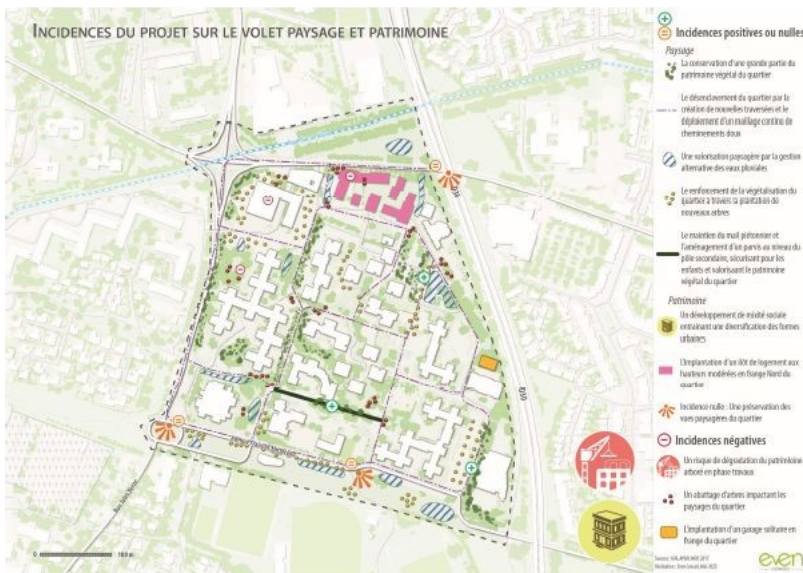 INCIDENCES DU PROJET SUR LE VOLET PAYSAGE ET PATRIMOINE
Incidences positives ou nulles
Paysage
La conservation d'une grande partie du
patrimoine végétal du quartier
Le désenclavement du quartier par la
création de nouvelles traversées et le
déploiement d'un maillage continu de
cheminements doux
Une valorisation paysagère par la gestion
alternative des eaux pluviales
Le renforcement de la végétalisation du
quartier à travers la plantation de
nouveaux arbres
Le maintien du mail piétonnier et
l'aménagement d'un parvis au niveau du
pôle secondaire, sécurisant pour les
enfants et valorisant le patrimoine
végétal du quartier
Patrimoine
Un développement de mixité sociale
entrainant une diversification des formes
urbaines
L'implantation d'un îlot de logement aux
hauteurs modérées en frange Nord du
quartier
Incidence nulle : Une préservation des
vues paysagères du quartier
Incidences négatives
Un risque de dégradation du patrimoine
arboré en phase travaux
Un abattage d'arbres impactant les
paysages du quartier
L'implantation d'un garage solitaire en
frange du quartier
even